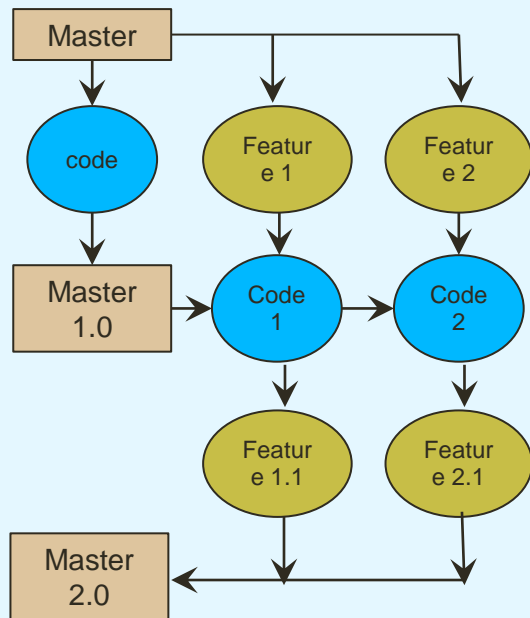 Master
code
Featur
e 1
Featur
e 2
Master
1.0
Code
1
Code
2
Featur
e 1.1
Featur
e 2.1
Master
2.0